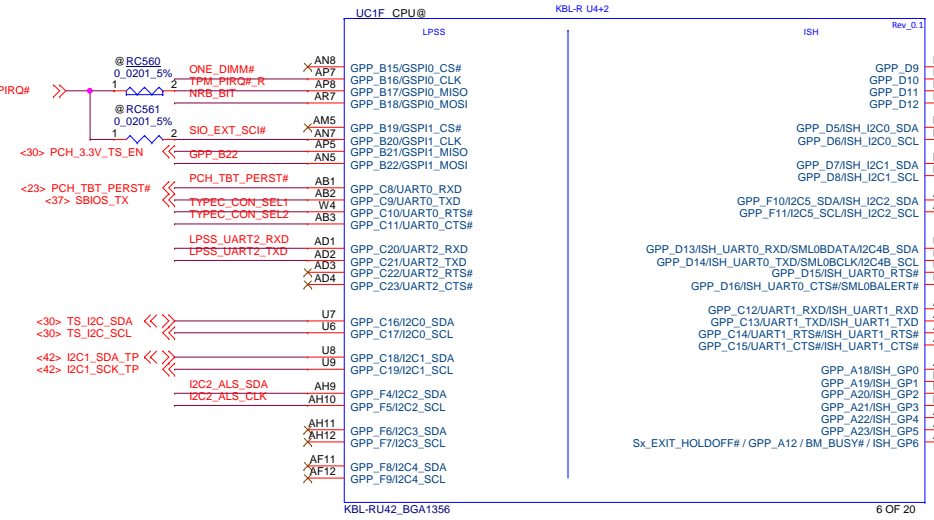 UC1F CPU@
KBL-R U4+2
Rev_0.1
LPSS
ISH
@ RC560
0_0201_5%
1 2
PIRQ#
@ RC561
0_0201_5%
1 2
ONE_DIMM# AN8 GPP_B15/GSPI0_CS#
TPM_PIRQ#_R AP7 GPP_B16/GSPI0_CLK
NRB_BIT AP8 GPP_B17/GSPI0_MISO
AR7 GPP_B18/GSPI0_MOSI
AM5 GPP_B19/GSPI1_CS#
SIO_EXT_SCI# AN7 GPP_B20/GSPI1_CLK
<30> PCH_3.3V_TS_EN AP5 GPP_B21/GSPI1_MISO
GPP_B22 AN5 GPP_B22/GSPI1_MOSI
<23> PCH_TBT_PERST# PCH_TBT_PERST# AB1 GPP_C8/UART0_RXD
<37> SBIOS_TX AB2 GPP_C9/UART0_TXD
TYPEC_CON_SEL1 W4 GPP_C10/UART0_RTS#
TYPEC_CON_SEL2 AB3 GPP_C11/UART0_CTS#
LPSS_UART2_RXD AD1 GPP_C20/UART2_RXD
LPSS_UART2_TXD AD2 GPP_C21/UART2_TXD
AD3 GPP_C22/UART2_RTS#
AD4 GPP_C23/UART2_CTS#
<30> TS_I2C_SDA U7 GPP_C16/I2C0_SDA
<30> TS_I2C_SCL U6 GPP_C17/I2C0_SCL
<42> I2C1_SDA_TP U8 GPP_C18/I2C1_SDA
<42> I2C1_SCK_TP U9 GPP_C19/I2C1_SCL
I2C2_ALS_SDA AH9 GPP_F4/I2C2_SDA
I2C2_ALS_CLK AH10 GPP_F5/I2C2_SCL
AH11 GPP_F6/I2C3_SDA
AH12 GPP_F7/I2C3_SCL
AF11 GPP_F8/I2C4_SDA
AF12 GPP_F9/I2C4_SCL
GPP_D9
GPP_D10
GPP_D11
GPP_D12
GPP_D5/ISH_I2C0_SDA
GPP_D6/ISH_I2C0_SCL
GPP_D7/ISH_I2C1_SDA
GPP_D8/ISH_I2C1_SCL
GPP_F10/I2C5_SDA/ISH_I2C2_SDA
GPP_F11/I2C5_SCL/ISH_I2C2_SCL
GPP_D13/ISH_UART0_RXD/SML0BDATA/I2C4B_SDA
GPP_D14/ISH_UART0_TXD/SML0BCLK/I2C4B_SCL
GPP_D15/ISH_UART0_RTS#
GPP_D16/ISH_UART0_CTS#/SML0BALERT#
GPP_C12/UART1_RXD/ISH_UART1_RXD
GPP_C13/UART1_TXD/ISH_UART1_TXD
GPP_C14/UART1_RTS#/ISH_UART1_RTS#
GPP_C15/UART1_CTS#/ISH_UART1_CTS#
GPP_A18/ISH_GP0
GPP_A19/ISH_GP1
GPP_A20/ISH_GP2
GPP_A21/ISH_GP3
GPP_A22/ISH_GP4
GPP_A23/ISH_GP5
Sx_EXIT_HOLDOFF# / GPP_A12 / BM_BUSY# / ISH_GP6
KBL-RU42_BGA1356
6 OF 20